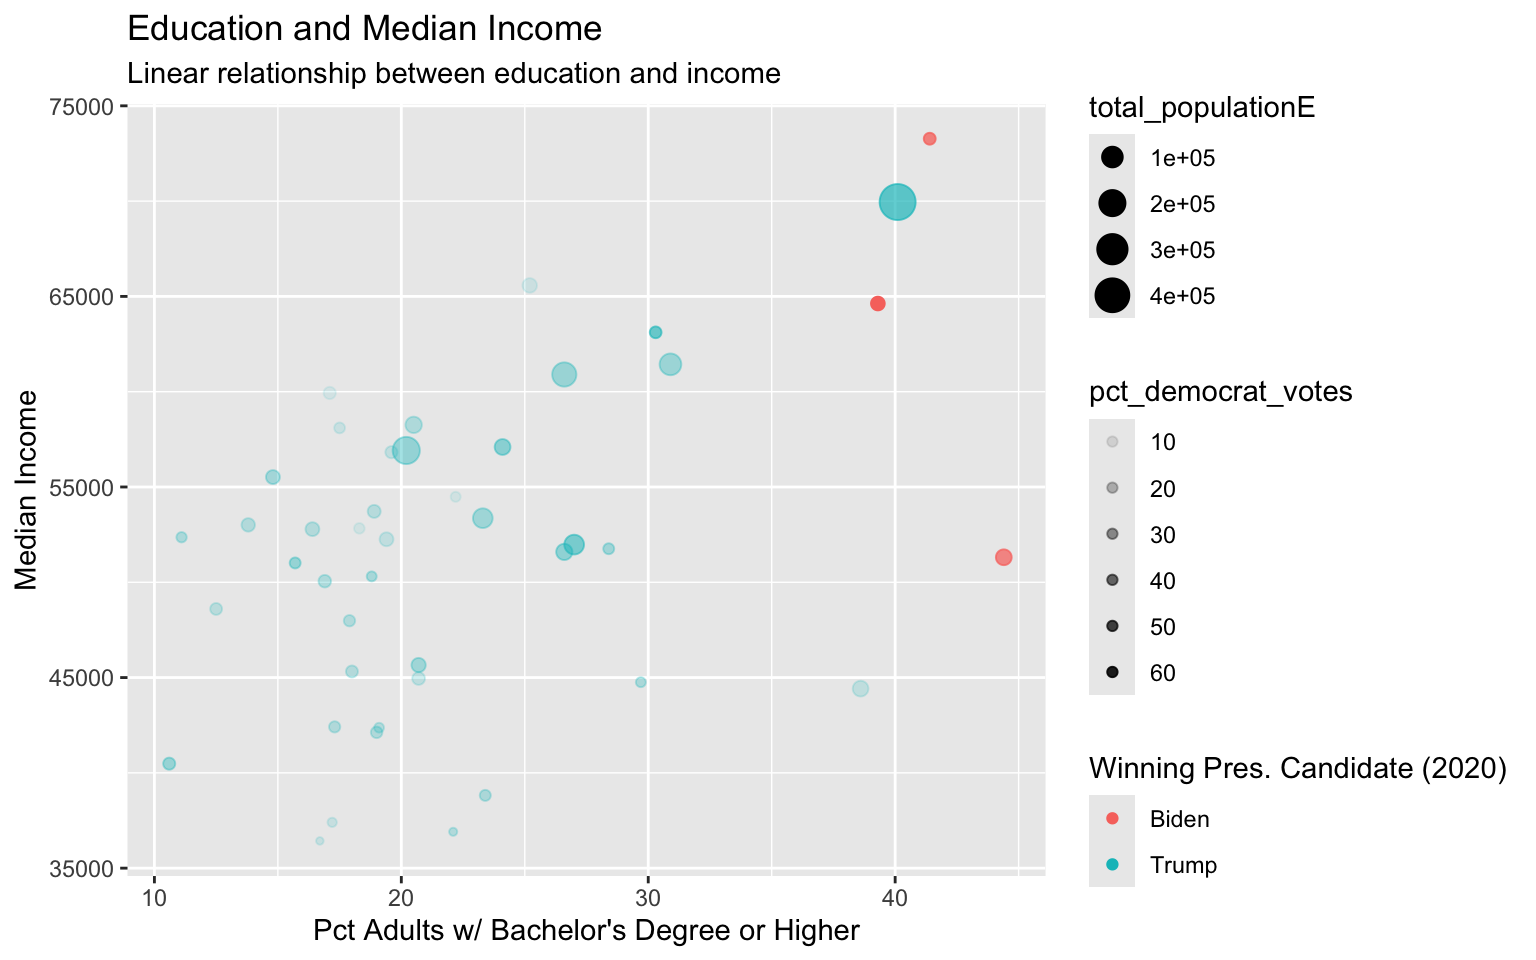 Education and Median Income
Linear relationship between education and income
75000
65000
55000
45000
35000
Median Income
10 20 30 40
Pct Adults w/ Bachelor's Degree or Higher
total_populationE
1e+05
2e+05
3e+05
4e+05
pct_democrat_votes
10
20
30
40
50
60
Winning Pres. Candidate (2020)
Biden
Trump